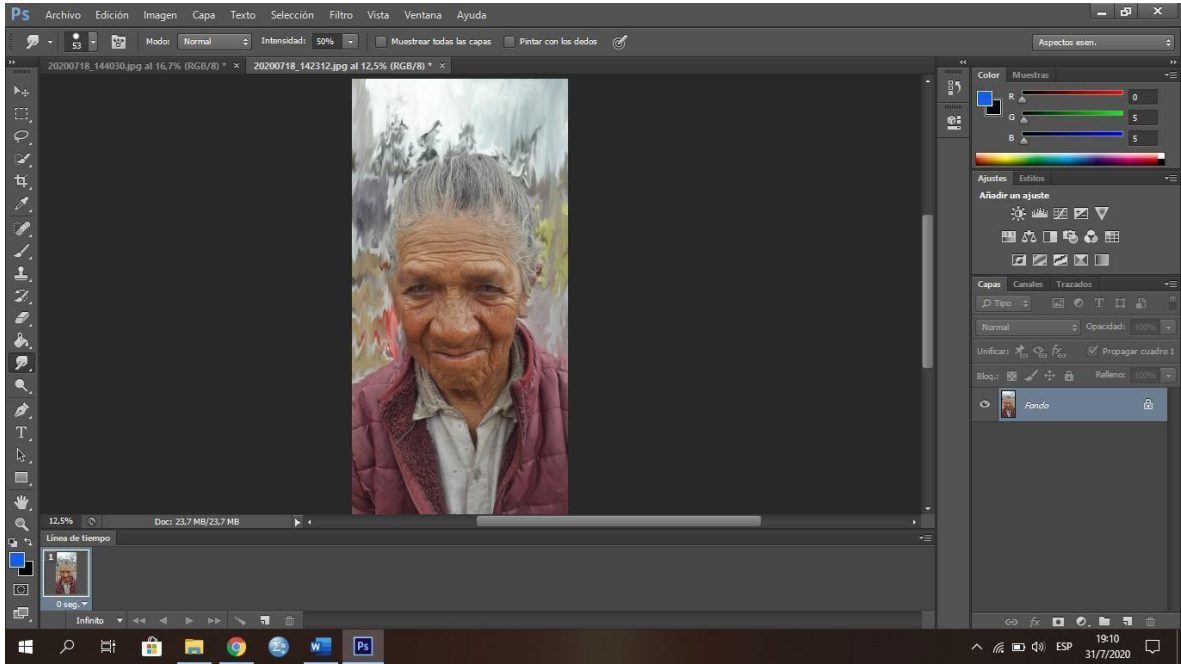 Ps Archivo Edición Imagen Capa Texto Selección Filtro Vista Ventana Ayuda
53 Modo: Normal Intensidad: 50% Muestrear todas las capas Pintar con los dedos Aspectos esen.
20200718_144030.jpg al 16,7% (RGB/8) * × 20200718_142312.jpg al 12,5% (RGB/8) * ×
Color Muestras
R 0
G 5
B 5
Ajustes Estilos
Añadir un ajuste
Capas Canales Trazados
Tipo
Normal Opacidad: 100%
Unificar: Propagar cuadro 1
Bloq.: Relleno: 100%
Fondo
12,5% Doc: 23,7 MB/23,7 MB
Línea de tiempo
1
0 seg.
Infinito
Ps
ESP
19:10
31/7/2020